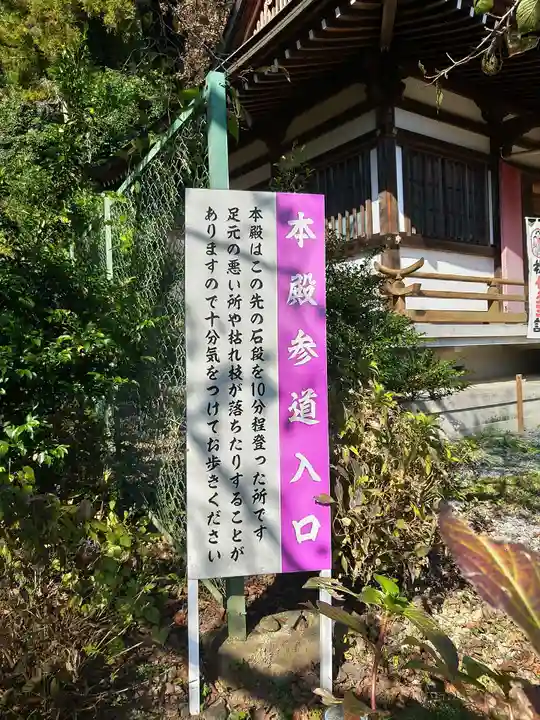 本殿参道入口
本殿はこの先の石段を10分程登った所です
足元の悪い所や枯れ枝が落ちたりすることが
ありますので十分気をつけてお歩きください